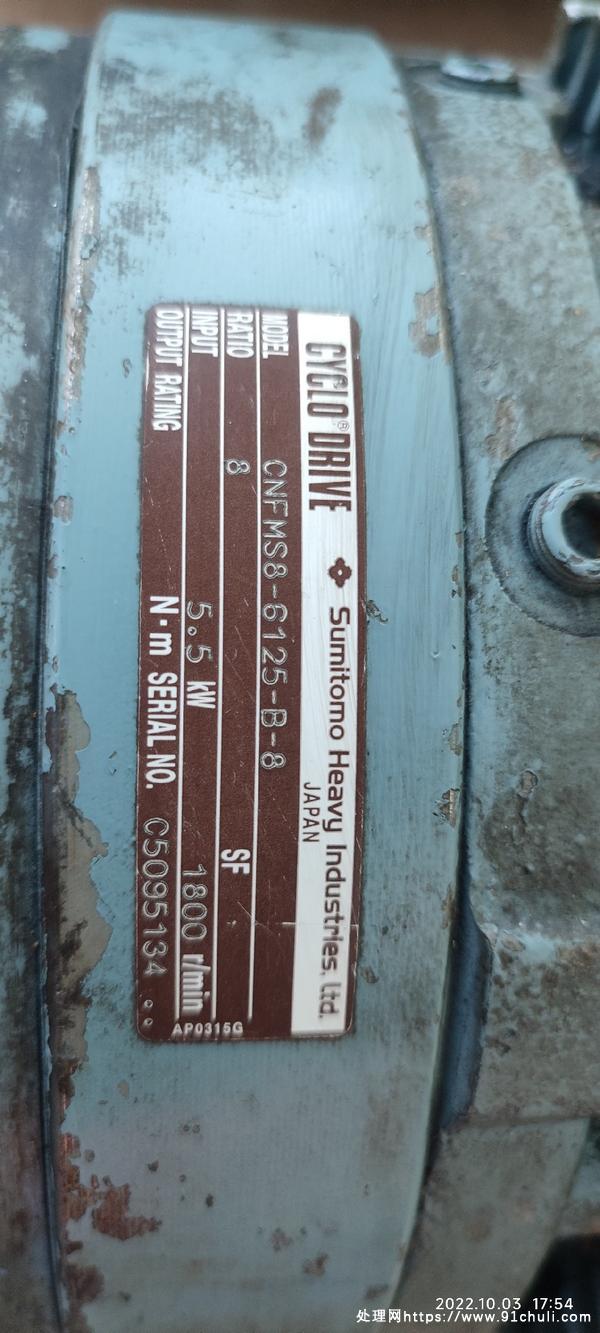 CYCLO® DRIVE Sumitomo Heavy Industries, Ltd.
JAPAN
MODEL CNFMS8-6125-B-8
RATIO 8 SF
INPUT 5.5 kW 1800 r/min
OUTPUT RATING N·m SERIAL NO. C5095134
AP0315G
2022.10.03 17:54
处理网https://www.91chuli.com